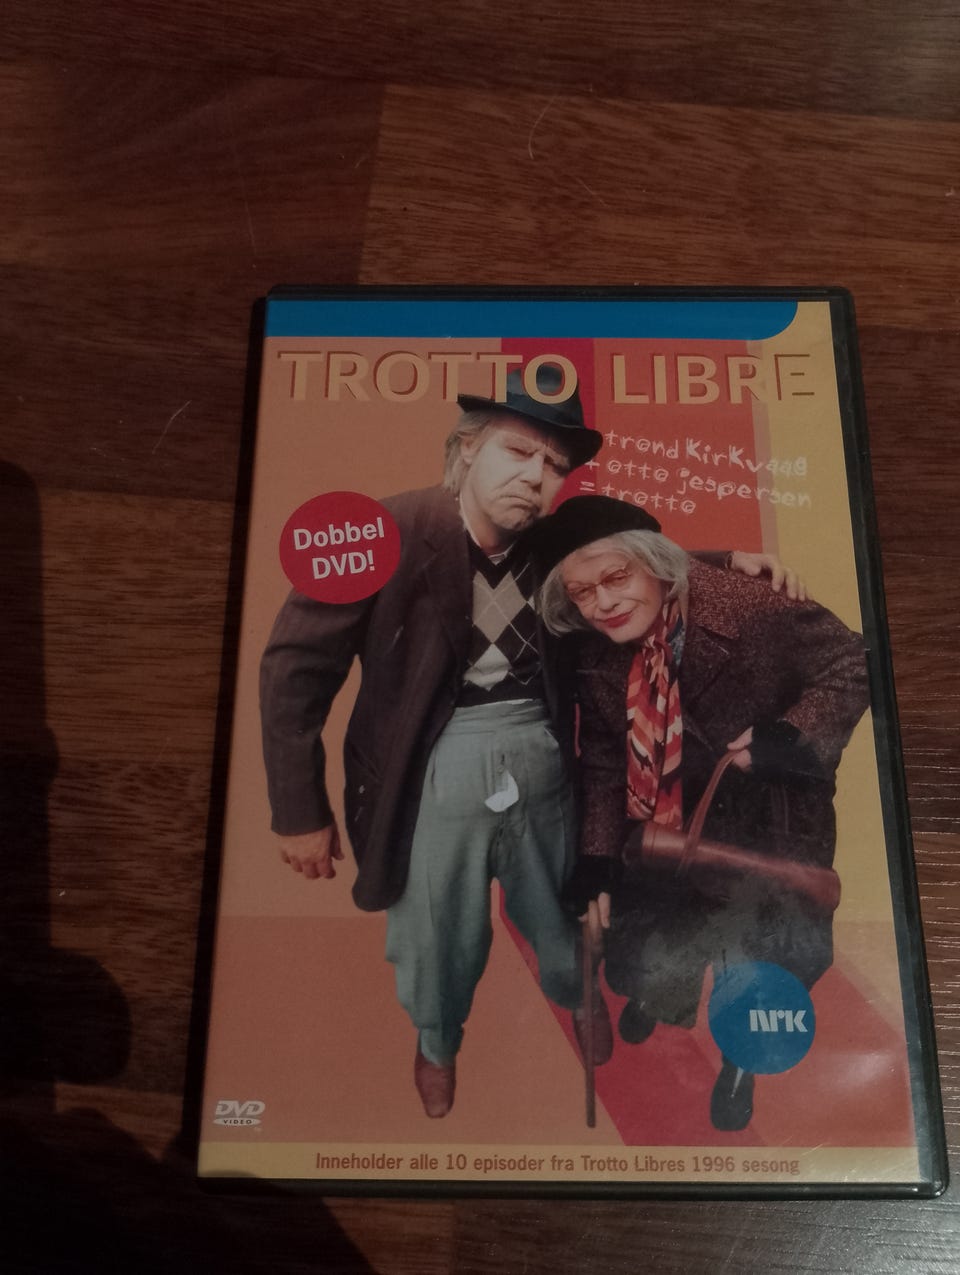 TROTTO LIBRE
trond Kirkvaag
+ otto jespersen
= trotto
Dobbel
DVD!
nrk
DVD
VIDEO
Inneholder alle 10 episoder fra Trotto Libres 1996 sesong